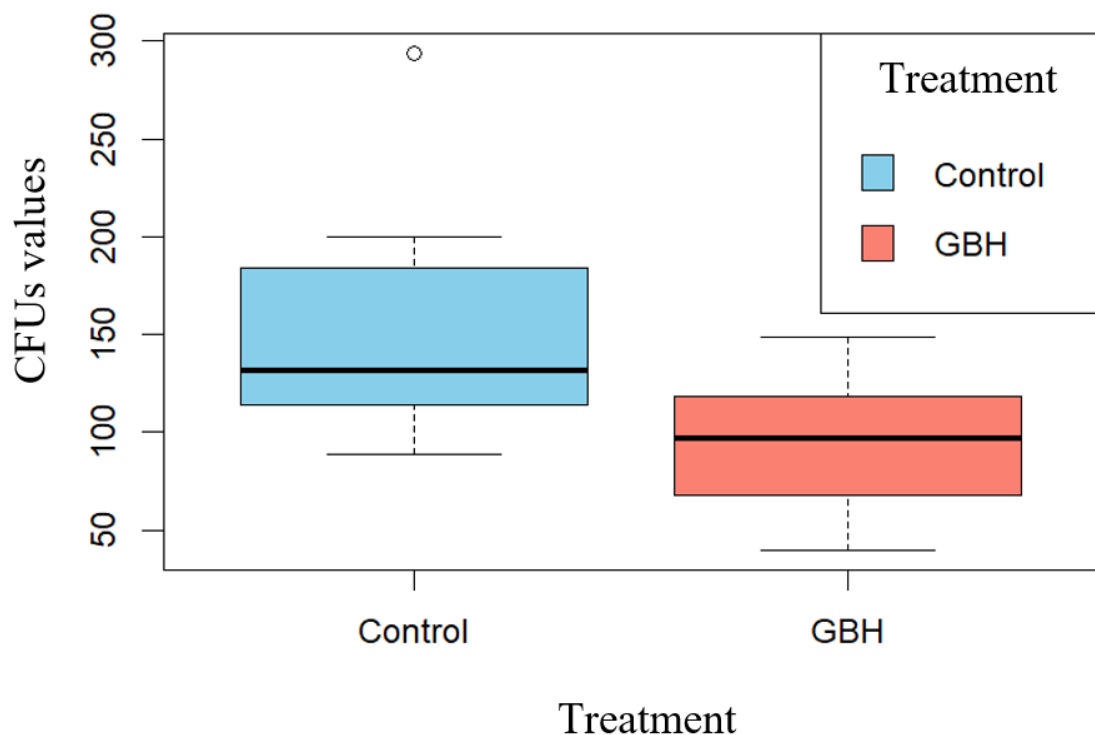 300
250
200
150
100
50
CFUs values
Treatment
Control
GBH
Control GBH
Treatment